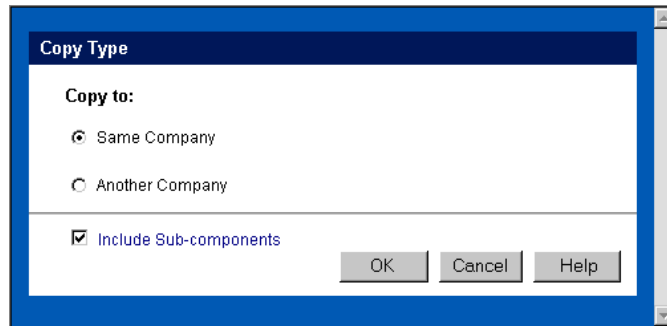 Copy Type
Copy to:
Same Company
Another Company
Include Sub-components
OK Cancel Help